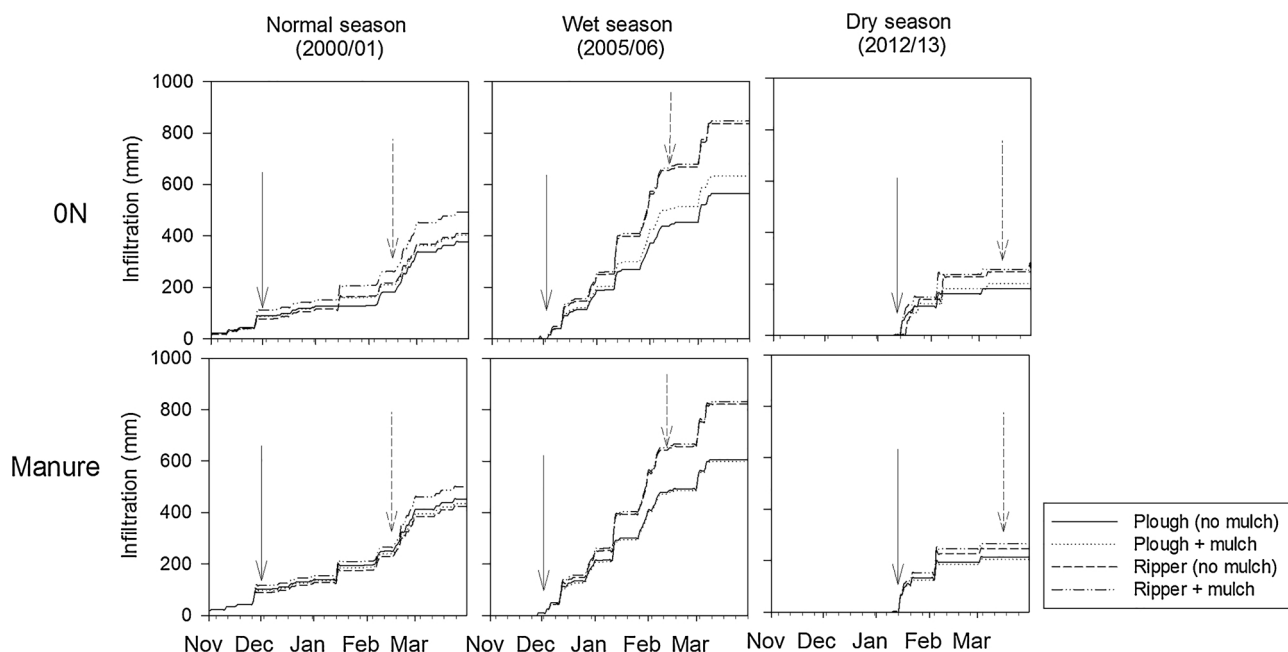 Normal season
(2000/01)
Wet season
(2005/06)
Dry season
(2012/13)
0N
Infiltration (mm)
1000
800
600
400
200
0
Manure
Infiltration (mm)
1000
800
600
400
200
0
Nov Dec Jan Feb Mar
Nov Dec Jan Feb Mar
Nov Dec Jan Feb Mar
Plough (no mulch)
Plough + mulch
Ripper (no mulch)
Ripper + mulch